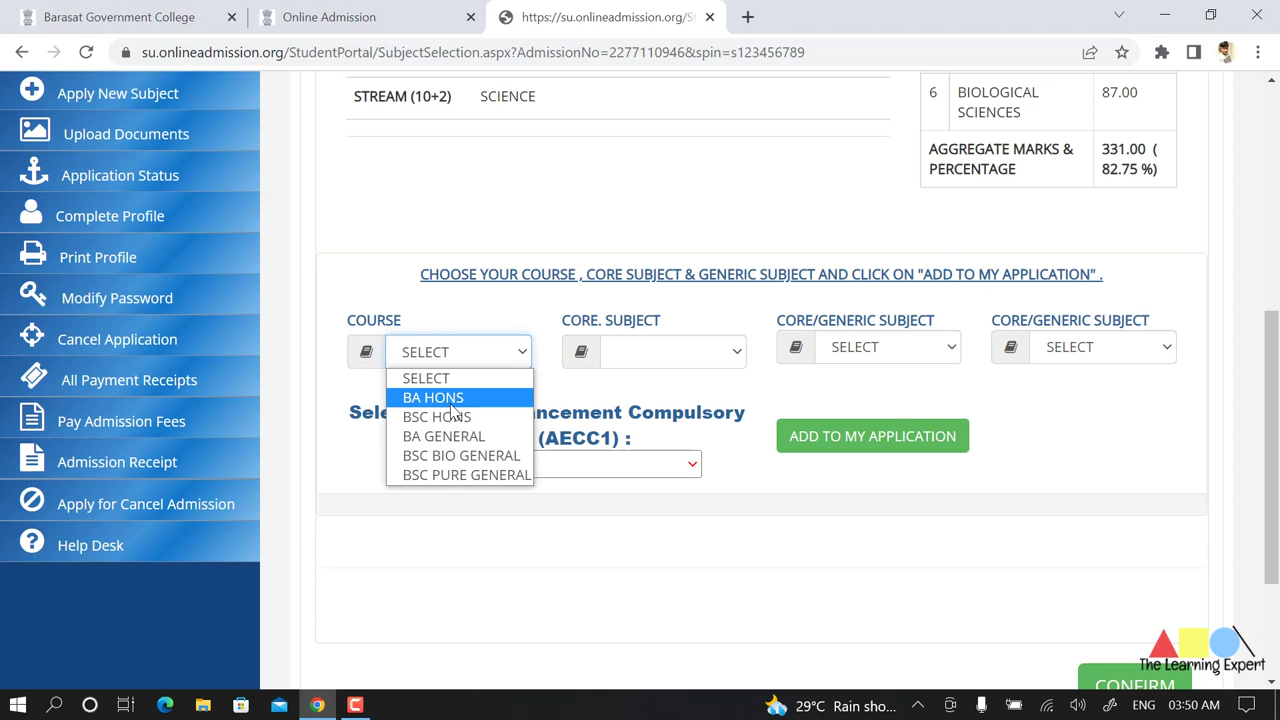 Barasat Government College
Online Admission
https://su.onlineadmission.org/St
su.onlineadmission.org/StudentPortal/SubjectSelection.aspx?AdmissionNo=2277110946&spin=s123456789
Apply New Subject
Upload Documents
Application Status
Complete Profile
Print Profile
Modify Password
Cancel Application
All Payment Receipts
Pay Admission Fees
Admission Receipt
Apply for Cancel Admission
Help Desk
STREAM (10+2) SCIENCE
6 BIOLOGICAL SCIENCES 87.00
AGGREGATE MARKS & PERCENTAGE 331.00 ( 82.75 %)
CHOOSE YOUR COURSE , CORE SUBJECT & GENERIC SUBJECT AND CLICK ON "ADD TO MY APPLICATION" .
COURSE CORE. SUBJECT CORE/GENERIC SUBJECT CORE/GENERIC SUBJECT
SELECT SELECT SELECT
SELECT
BA HONS
BSC HONS
BA GENERAL
BSC BIO GENERAL
BSC PURE GENERAL
Sele ncement Compulsory
(AECC1) :
ADD TO MY APPLICATION
CONFIRM
The Learning Expert
29°C Rain sho... ENG 03:50 AM